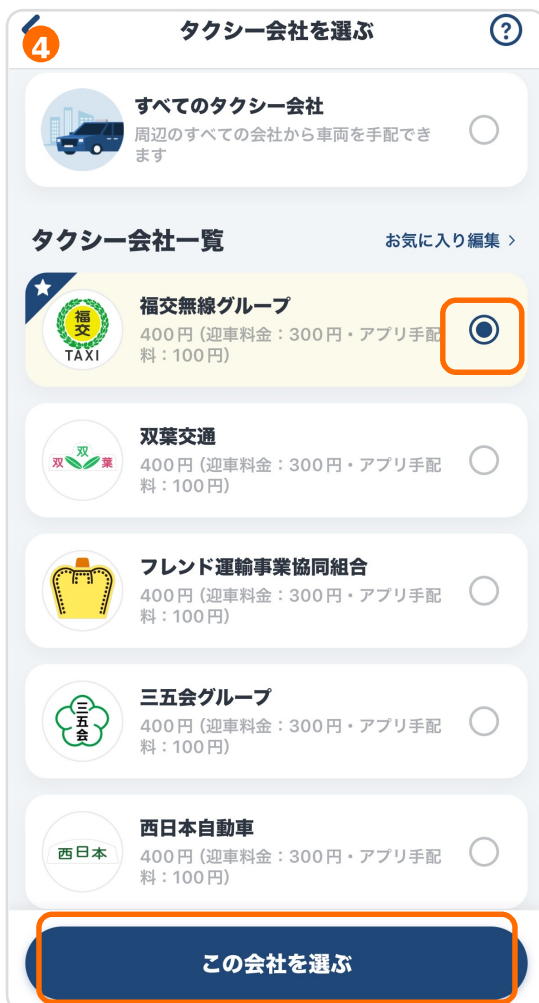 4
タクシー会社を選ぶ
?
すべてのタクシー会社
周辺のすべての会社から車両を手配でき
ます
タクシー会社一覧
お気に入り編集 >
福交
TAXI
福交無線グループ
400円 (迎車料金:300円・アプリ手配
料:100円)
双双葉
双葉交通
400円 (迎車料金:300円・アプリ手配
料:100円)
フレンド運輸事業協同組合
400円 (迎車料金:300円・アプリ手配
料:100円)
三五会
三五会グループ
400円 (迎車料金:300円・アプリ手配
料:100円)
西日本
西日本自動車
400円 (迎車料金:300円・アプリ手配
料:100円)
この会社を選ぶ